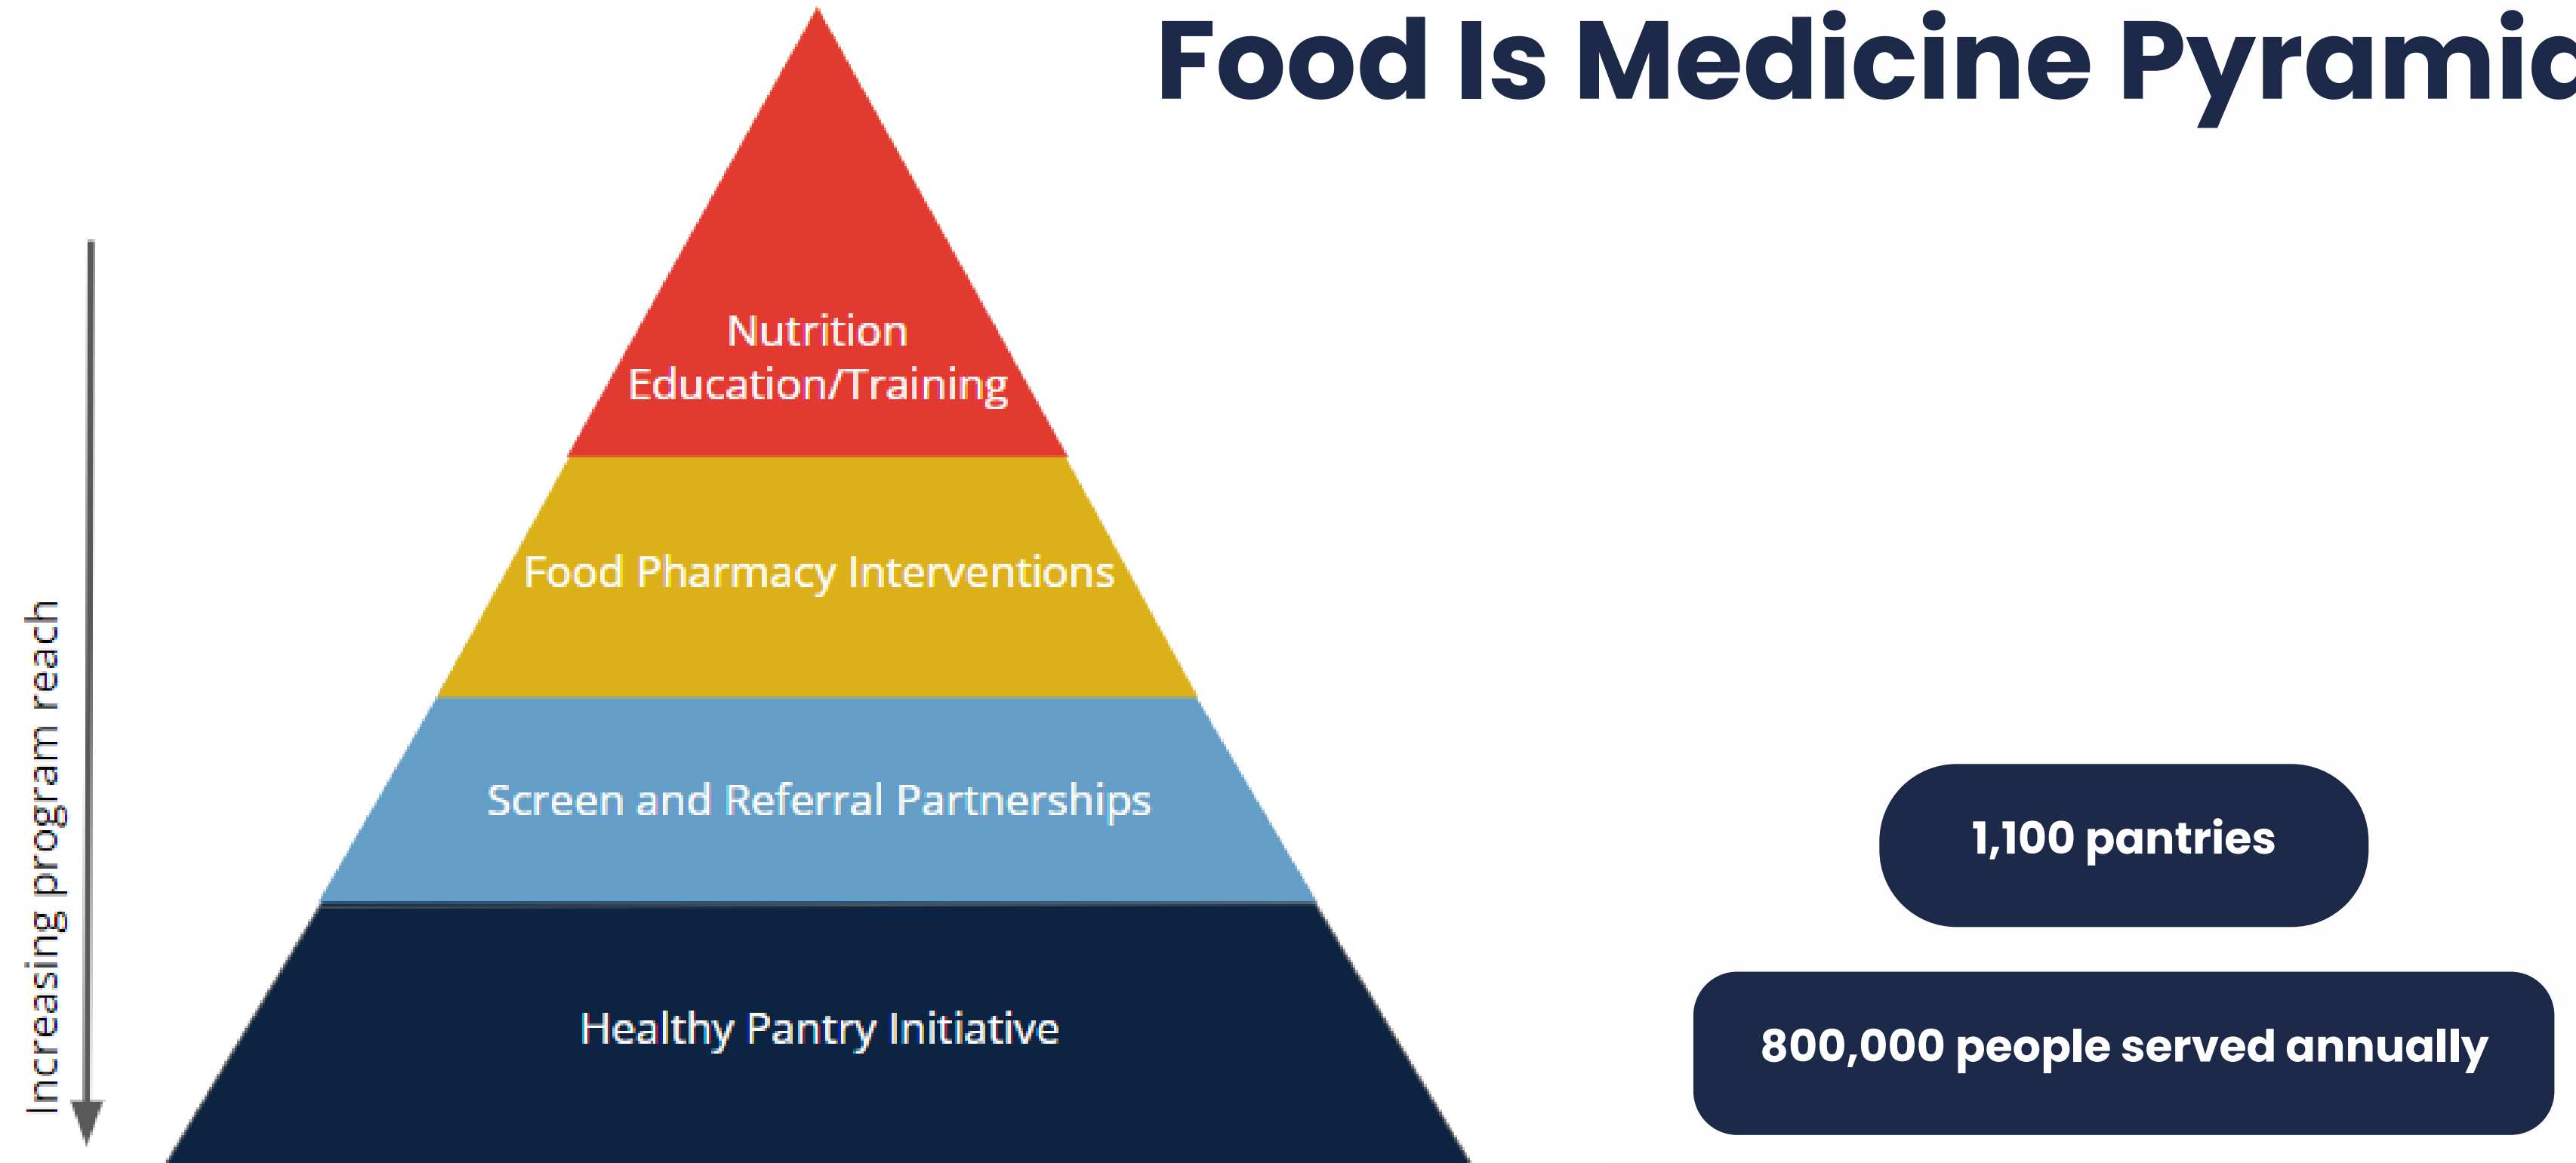 Food Is Medicine Pyramid
Nutrition
Education/Training
Food Pharmacy Interventions
Screen and Referral Partnerships
Healthy Pantry Initiative
Increasing program reach
1,100 pantries
800,000 people served annually